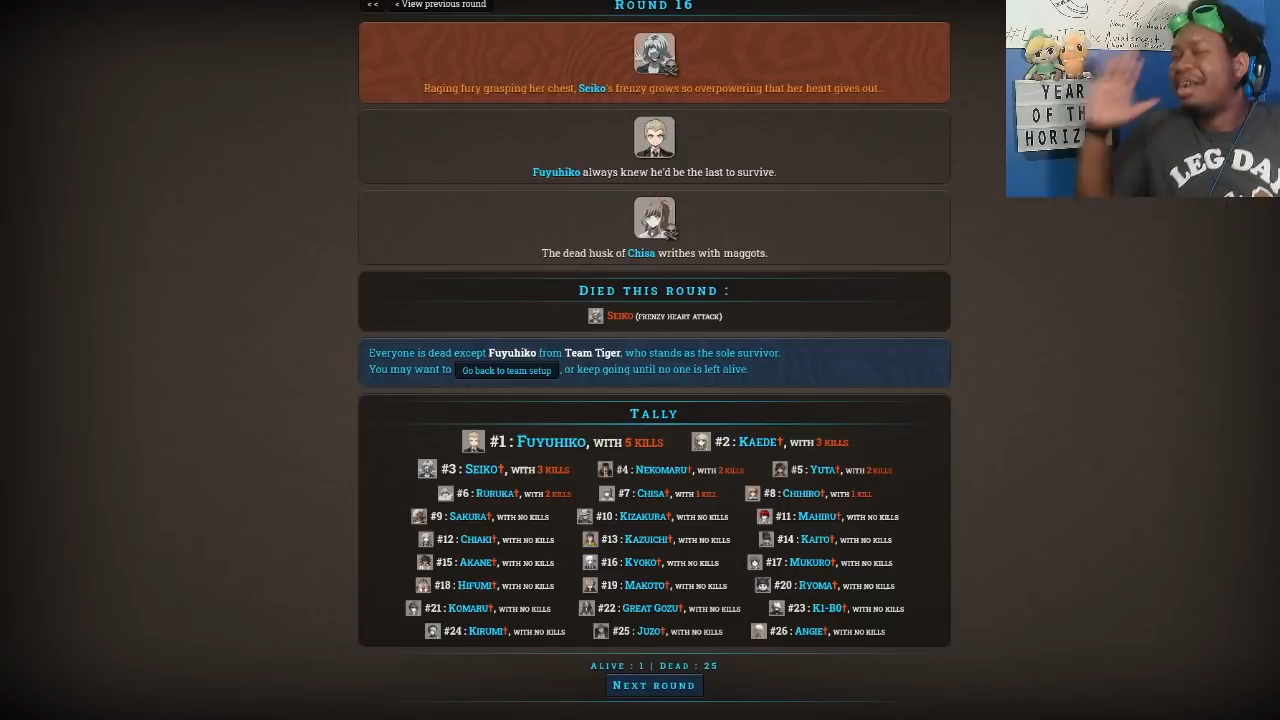 << < View previous round
ROUND 16
Raging fury grasping her chest, Seiko's frenzy grows so overpowering that her heart gives out...
Fuyuhiko always knew he'd be the last to survive.
The dead husk of Chisa writhes with maggots.
DIED THIS ROUND :
SEIKO (FRENZY HEART ATTACK)
Everyone is dead except Fuyuhiko from Team Tiger, who stands as the sole survivor.
You may want to Go back to team setup, or keep going until no one is left alive.
TALLY
#1 : FUYUHIKO, WITH 5 KILLS #2 : KAEDE†, WITH 3 KILLS
#3 : SEIKO†, WITH 3 KILLS #4 : NEKOMARU†, WITH 2 KILLS #5 : YUTA†, WITH 2 KILLS
#6 : RURUKA†, WITH 2 KILLS #7 : CHISA†, WITH 1 KILL #8 : CHIHIRO†, WITH 1 KILL
#9 : SAKURA†, WITH NO KILLS #10 : KIZAKURA†, WITH NO KILLS #11 : MAHIRU†, WITH NO KILLS
#12 : CHIAKI†, WITH NO KILLS #13 : KAZUICHI†, WITH NO KILLS #14 : KAITO†, WITH NO KILLS
#15 : AKANE†, WITH NO KILLS #16 : KYOKO†, WITH NO KILLS #17 : MUKURO†, WITH NO KILLS
#18 : HIFUMI†, WITH NO KILLS #19 : MAKOTO†, WITH NO KILLS #20 : RYOMA†, WITH NO KILLS
#21 : KOMARU†, WITH NO KILLS #22 : GREAT GOZU†, WITH NO KILLS #23 : K1-B0†, WITH NO KILLS
#24 : KIRUMI†, WITH NO KILLS #25 : JUZO†, WITH NO KILLS #26 : ANGIE†, WITH NO KILLS
ALIVE : 1 | DEAD : 25
NEXT ROUND
YEAR
OF TH
HORIZ
LEG DA